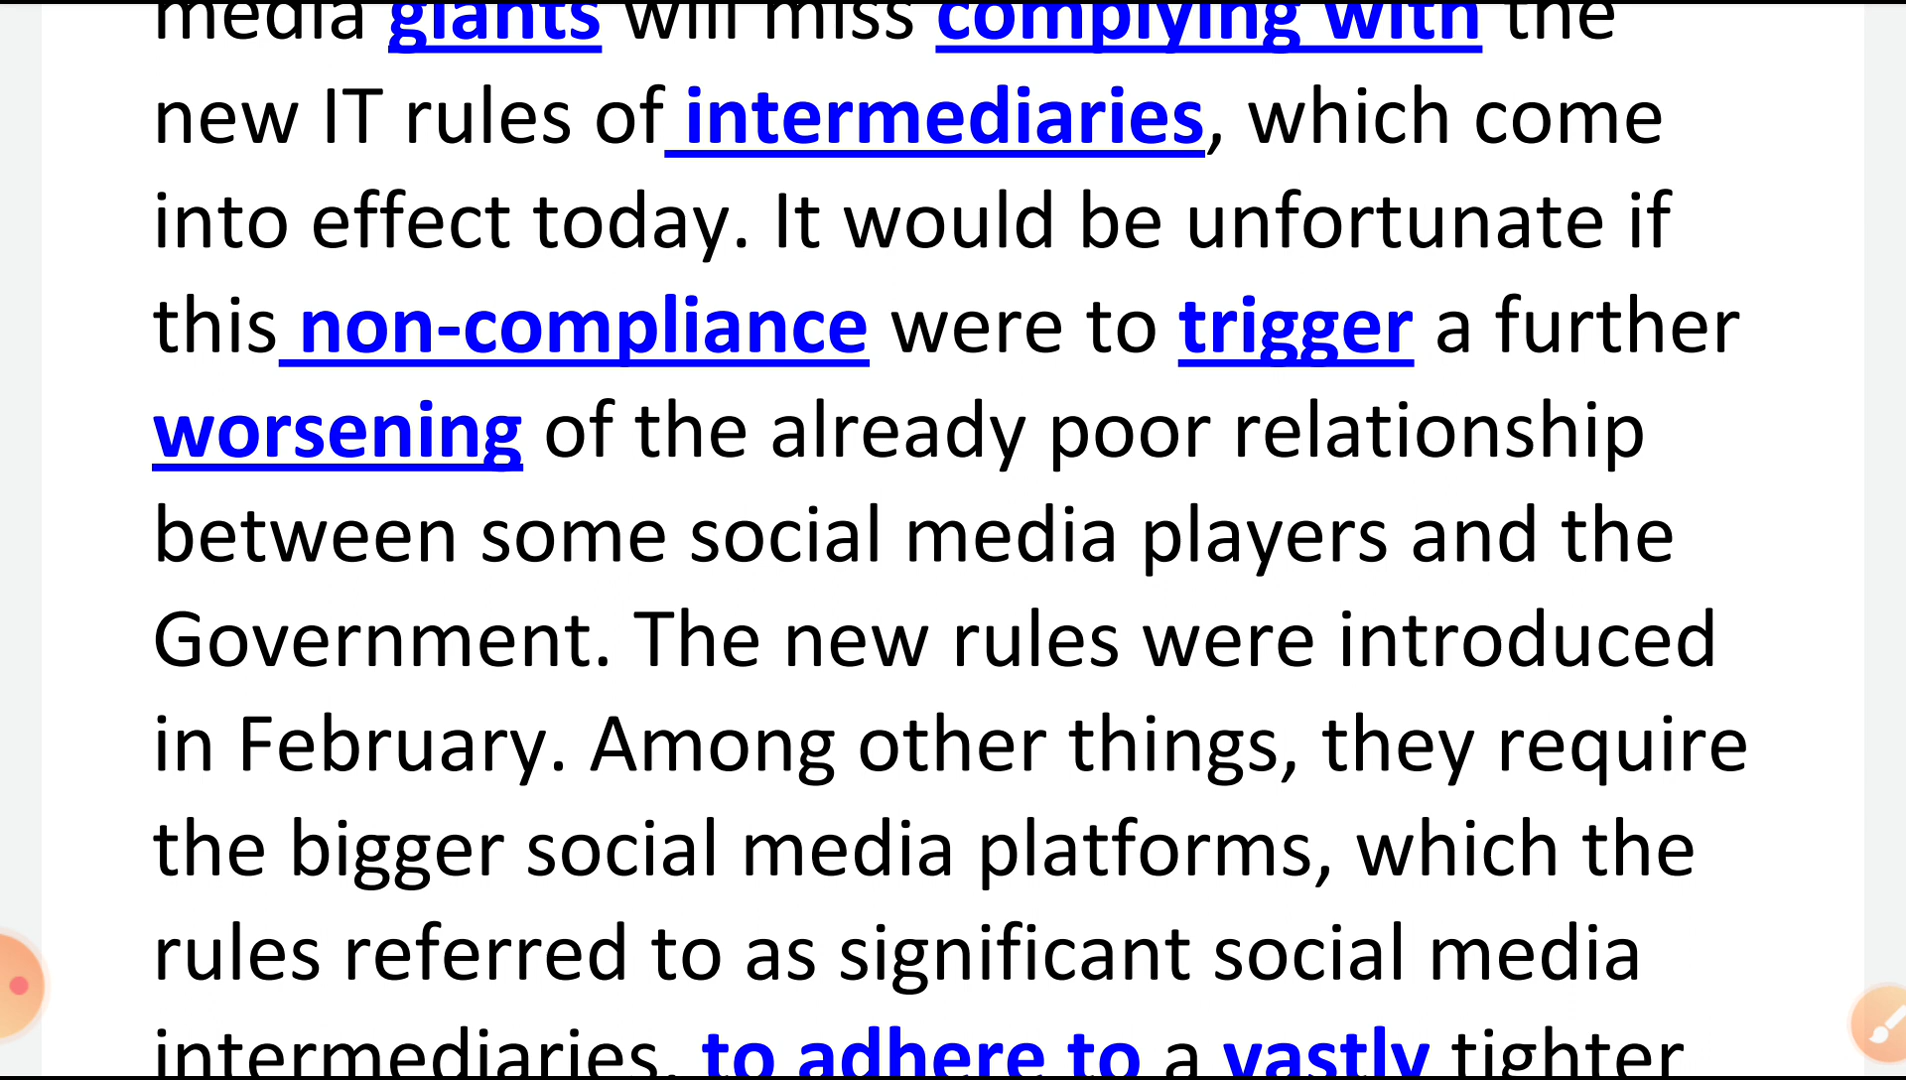 media giants will miss complying with the
new IT rules of intermediaries, which come
into effect today. It would be unfortunate if
this non-compliance were to trigger a further
worsening of the already poor relationship
between some social media players and the
Government. The new rules were introduced
in February. Among other things, they require
the bigger social media platforms, which the
rules referred to as significant social media
intermediaries, to adhere to a vastly tighter